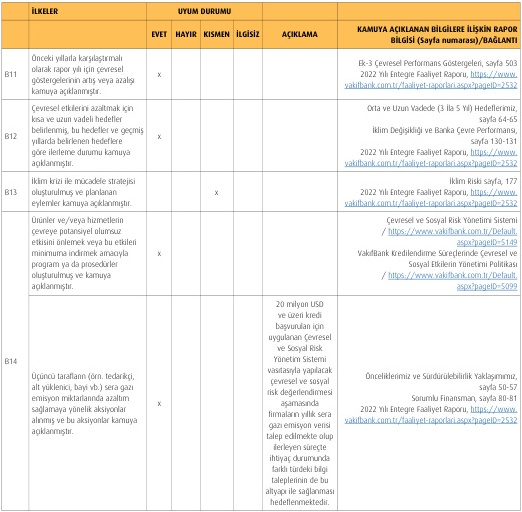 İLKELER
UYUM DURUMU
EVET HAYIR KISMEN İLGİSİZ AÇIKLAMA
KAMUYA AÇIKLANAN BİLGİLERE İLİŞKİN RAPOR
BİLGİSİ (Sayfa numarası)/BAĞLANTI
B11
Önceki yıllarla karşılaştırmalı
olarak rapor yılı için çevresel
göstergelerinin artış veya azalışı
kamuya açıklanmıştır.
x
Ek-3 Çevresel Performans Göstergeleri, sayfa 503
2022 Yılı Entegre Faaliyet Raporu, https://www.
vakifbank.com.tr/faaliyet-raporlari.aspx?pageID=2532
B12
Çevresel etkilerini azaltmak için
kısa ve uzun vadeli hedefler
belirlenmiş, bu hedefler ve geçmiş
yıllarda belirlenen hedeflere
göre ilerleme durumu kamuya
açıklanmıştır.
x
Orta ve Uzun Vadede (3 İla 5 Yıl) Hedeflerimiz,
sayfa 64-65
İklim Değişikliği ve Banka Çevre Performansı,
sayfa 130-131
2022 Yılı Entegre Faaliyet Raporu, https://www.
vakifbank.com.tr/faaliyet-raporlari.aspx?pageID=2532
B13
İklim krizi ile mücadele stratejisi
oluşturulmuş ve planlanan
eylemler kamuya açıklanmıştır.
x
İklim Riski sayfa, 177
2022 Yılı Entegre Faaliyet Raporu, https://www.
vakifbank.com.tr/faaliyet-raporlari.aspx?pageID=2532
B14
Ürünler ve/veya hizmetlerin
çevreye potansiyel olumsuz
etkisini önlemek veya bu etkileri
minimuma indirmek amacıyla
program ya da prosedürler
oluşturulmuş ve kamuya
açıklanmıştır.
x
Çevresel ve Sosyal Risk Yönetimi Sistemi
/ https://www.vakifbank.com.tr/Default.
aspx?pageID=5149
VakıfBank Kredilendirme Süreçlerinde Çevresel ve
Sosyal Etkilerin Yönetimi Politikası
/ https://www.vakifbank.com.tr/Default.
aspx?pageID=5099
Üçüncü tarafların (örn. tedarikçi,
alt yüklenici, bayi vb.) sera gazı
emisyon miktarlarında azaltım
sağlamaya yönelik aksiyonlar
alınmış ve bu aksiyonlar kamuya
açıklanmıştır.
x
20 milyon USD
ve üzeri kredi
başvuruları için
uygulanan Çevresel
ve Sosyal Risk
Yönetim Sistemi
vasıtasıyla yapılacak
çevresel ve sosyal
risk değerlendirmesi
aşamasında
firmaların yıllık sera
gazı emisyon verisi
talep edilmekte olup
ilerleyen süreçte
ihtiyaç durumunda
farklı türdeki bilgi
taleplerinin de bu
altyapı ile sağlanması
hedeflenmektedir.
Önceliklerimiz ve Sürdürülebilirlik Yaklaşımımız,
sayfa 50-57
Sorumlu Finansman, sayfa 80-81
2022 Yılı Entegre Faaliyet Raporu, https://www.
vakifbank.com.tr/faaliyet-raporlari.aspx?pageID=2532